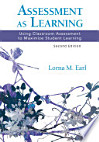 ASSESSMENT
AS LEARNING
Using Classroom Assessment
to Maximize Student Learning
SECOND EDITION
Lorna M. Earl